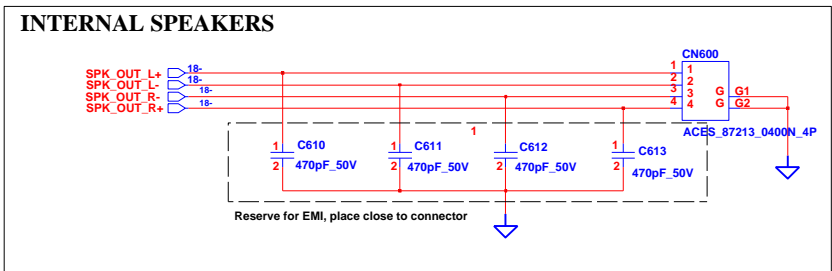 INTERNAL SPEAKERS
CN600
SPK_OUT_L+ 18- 1 1
SPK_OUT_L- 18- 2 2
SPK_OUT_R- 18- 3 3 G G1
SPK_OUT_R+ 18- 4 4 G G2
ACES_87213_0400N_4P
1
1 C610 1 C611 1 C612 1 C613
2 470pF_50V 2 470pF_50V 2 470pF_50V 2 470pF_50V
Reserve for EMI, place close to connector